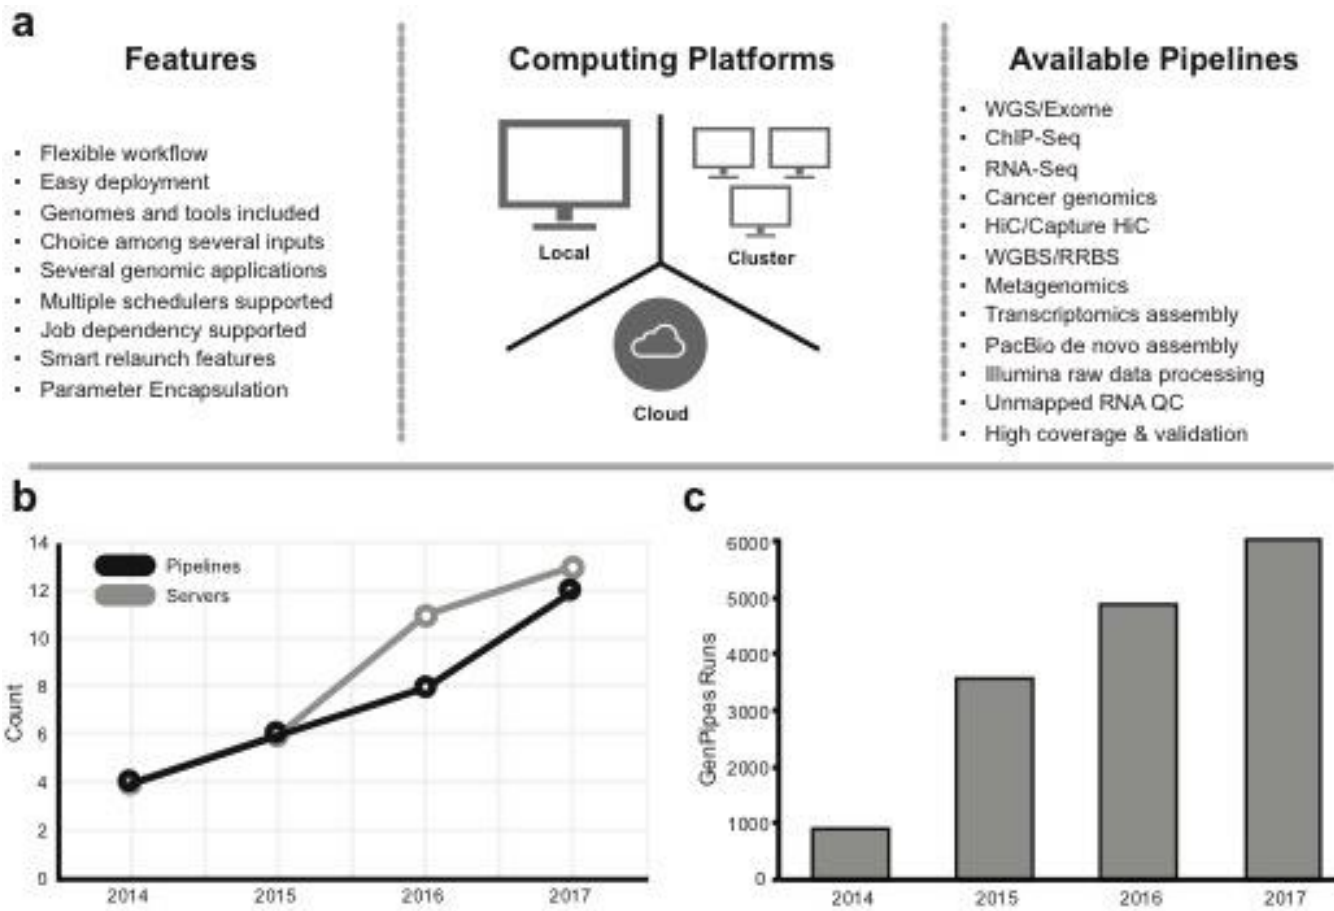 a
Features
• Flexible workflow
• Easy deployment
• Genomes and tools included
• Choice among several inputs
• Several genomic applications
• Multiple schedulers supported
• Job dependency supported
• Smart relaunch features
• Parameter Encapsulation
Computing Platforms
Local
Cluster
Cloud
Available Pipelines
• WGS/Exome
• ChIP-Seq
• RNA-Seq
• Cancer genomics
• HiC/Capture HiC
• WGBS/RRBS
• Metagenomics
• Transcriptomics assembly
• PacBio de novo assembly
• Illumina raw data processing
• Unmapped RNA QC
• High coverage & validation
b
Count
14
12
10
8
6
4
2
0
Pipelines
Servers
2014 2015 2016 2017
c
GenPipes Runs
6000
5000
4000
3000
2000
1000
0
2014 2015 2016 2017